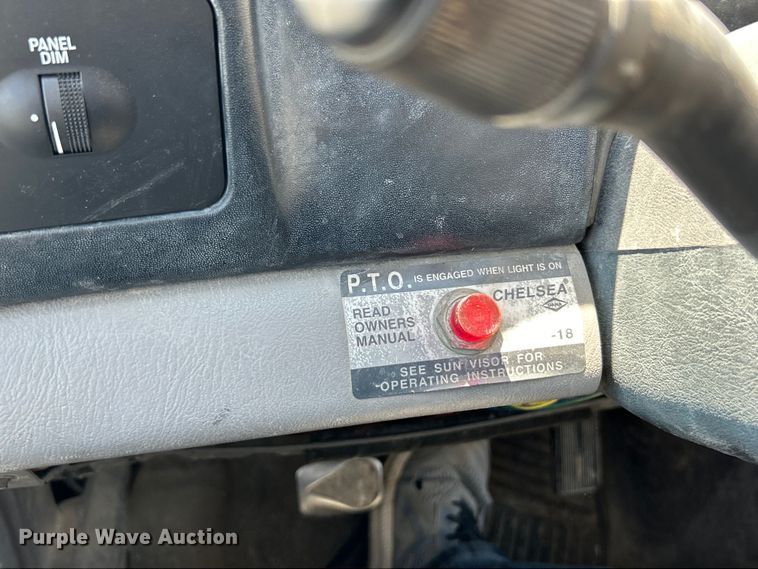 PANEL
DIM
P.T.O. IS ENGAGED WHEN LIGHT IS ON
READ
OWNERS
MANUAL
CHELSEA
DANA
-18
SEE SUN VISOR FOR
OPERATING INSTRUCTIONS
Purple Wave Auction